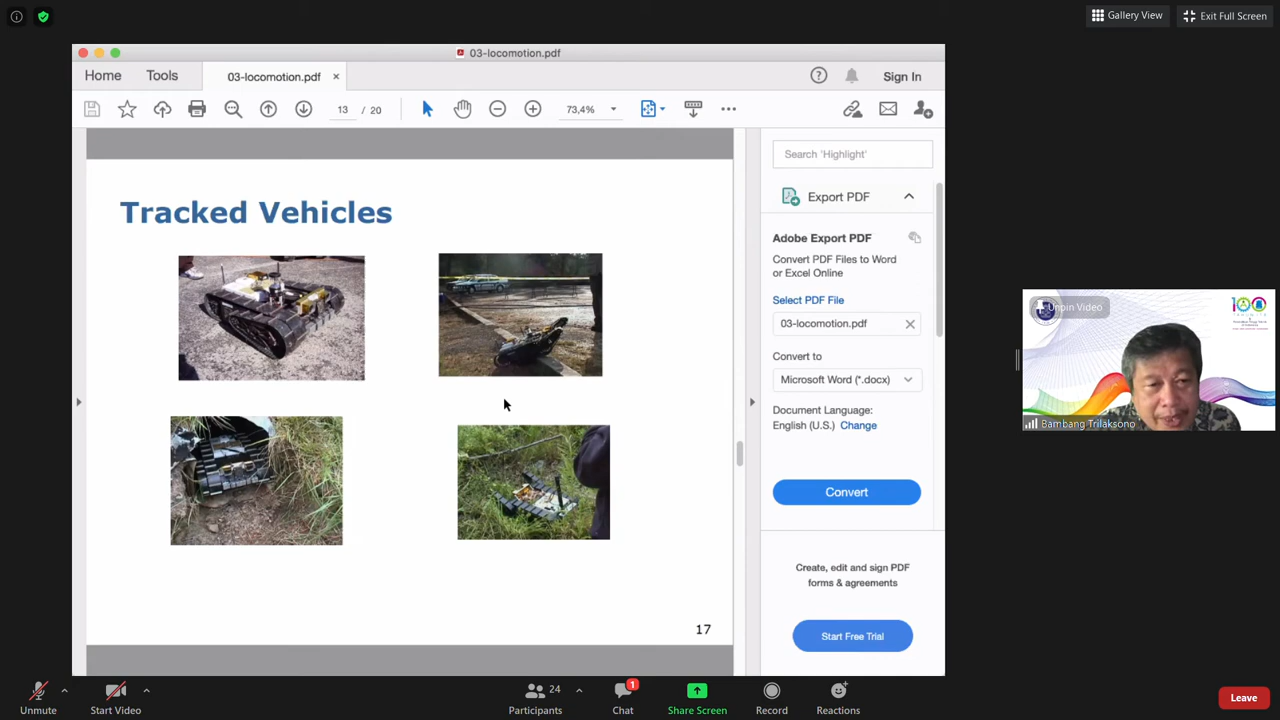 Gallery View
Exit Full Screen
03-locomotion.pdf
Home
Tools
03-locomotion.pdf
Sign In
13 / 20
73,4%
Search 'Highlight'
Export PDF
Tracked Vehicles
Adobe Export PDF
Convert PDF Files to Word
or Excel Online
Select PDF File
03-locomotion.pdf
Convert to
Microsoft Word (*.docx)
Document Language:
English (U.S.) Change
Convert
Create, edit and sign PDF
forms & agreements
Start Free Trial
17
Unpin Video
100
Bambang Trilaksono
Unmute
Start Video
24
Participants
1
Chat
Share Screen
Record
Reactions
Leave